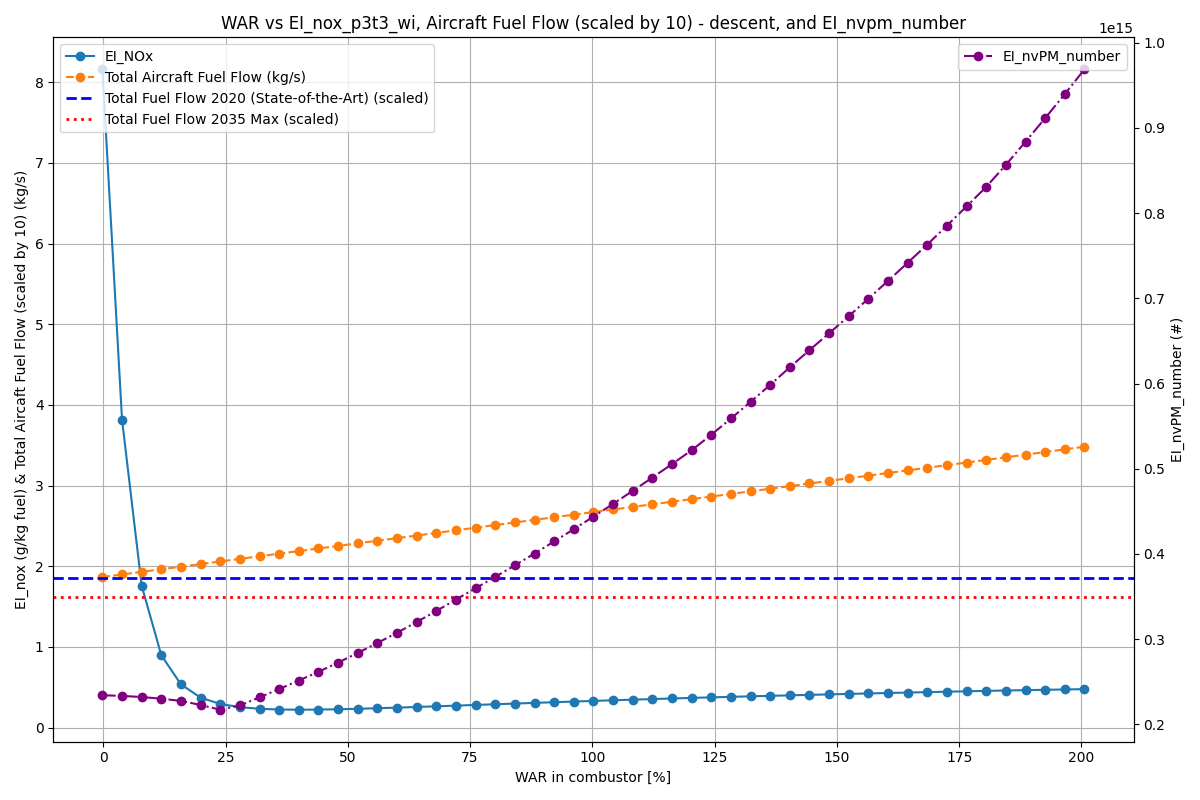 WAR vs EI_nox_p3t3_wi, Aircraft Fuel Flow (scaled by 10) - descent, and EI_nvpm_number
1e15
EI_NOx
Total Aircraft Fuel Flow (kg/s)
Total Fuel Flow 2020 (State-of-the-Art) (scaled)
Total Fuel Flow 2035 Max (scaled)
EI_nvPM_number
EI_nox (g/kg fuel) & Total Aircaft Fuel Flow (scaled by 10) (kg/s)
8
7
6
5
4
3
2
1
0
1.0
0.9
0.8
0.7
0.6
0.5
0.4
0.3
0.2
EI_nvPM_number (#)
0 25 50 75 100 125 150 175 200
WAR in combustor [%]